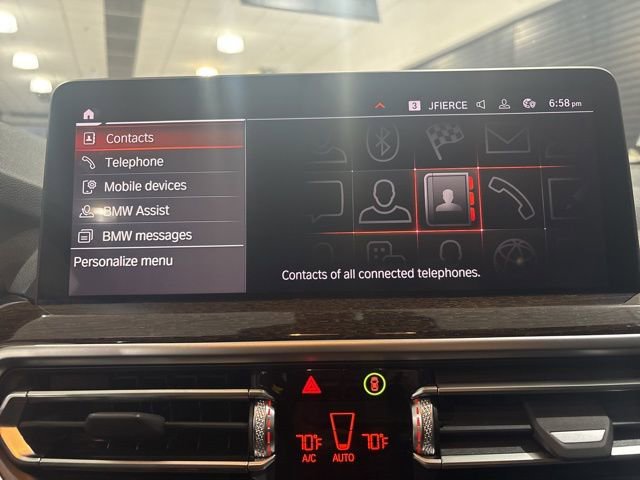 3 JFIERCE 6:58 pm
Contacts
Telephone
Mobile devices
BMW Assist
BMW messages
Personalize menu
Contacts of all connected telephones.
70°F 70°F
A/C AUTO